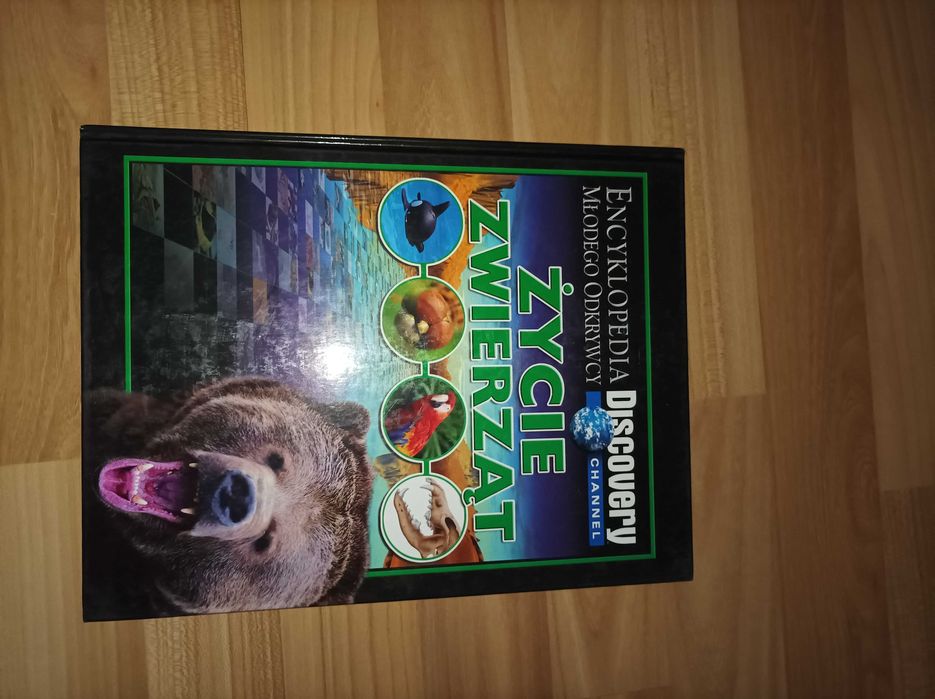 ENCYKLOPEDIA
MŁODEGO ODKRYWCY
Discovery
CHANNEL
ŻYCIE
ZWIERZĄT